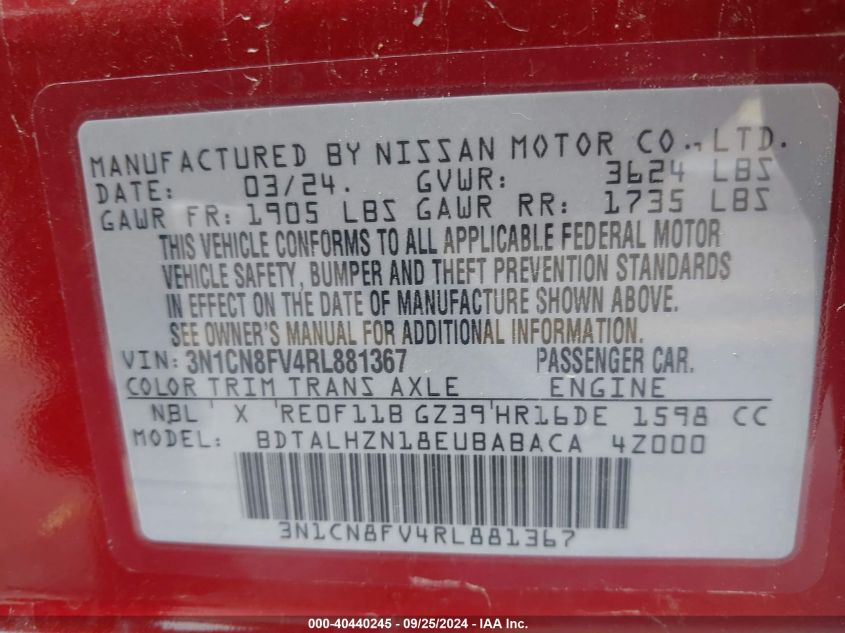 MANUFACTURED BY NISSAN MOTOR CO., LTD.
DATE: 03/24. GVWR: 3624 LBS
GAWR FR: 1905 LBS GAWR RR: 1735 LBS
THIS VEHICLE CONFORMS TO ALL APPLICABLE FEDERAL MOTOR
VEHICLE SAFETY, BUMPER AND THEFT PREVENTION STANDARDS
IN EFFECT ON THE DATE OF MANUFACTURE SHOWN ABOVE.
SEE OWNER'S MANUAL FOR ADDITIONAL INFORMATION.
VIN: 3N1CN8FV4RL881367 PASSENGER CAR.
COLOR TRIM TRANS AXLE ENGINE
NBL X RE0F11B GZ39 HR16DE 1598 CC
MODEL: BDTALHZN18EUBABACA 4Z000
3N1CN8FV4RL881367
000-40440245 - 09/25/2024 - IAA Inc.